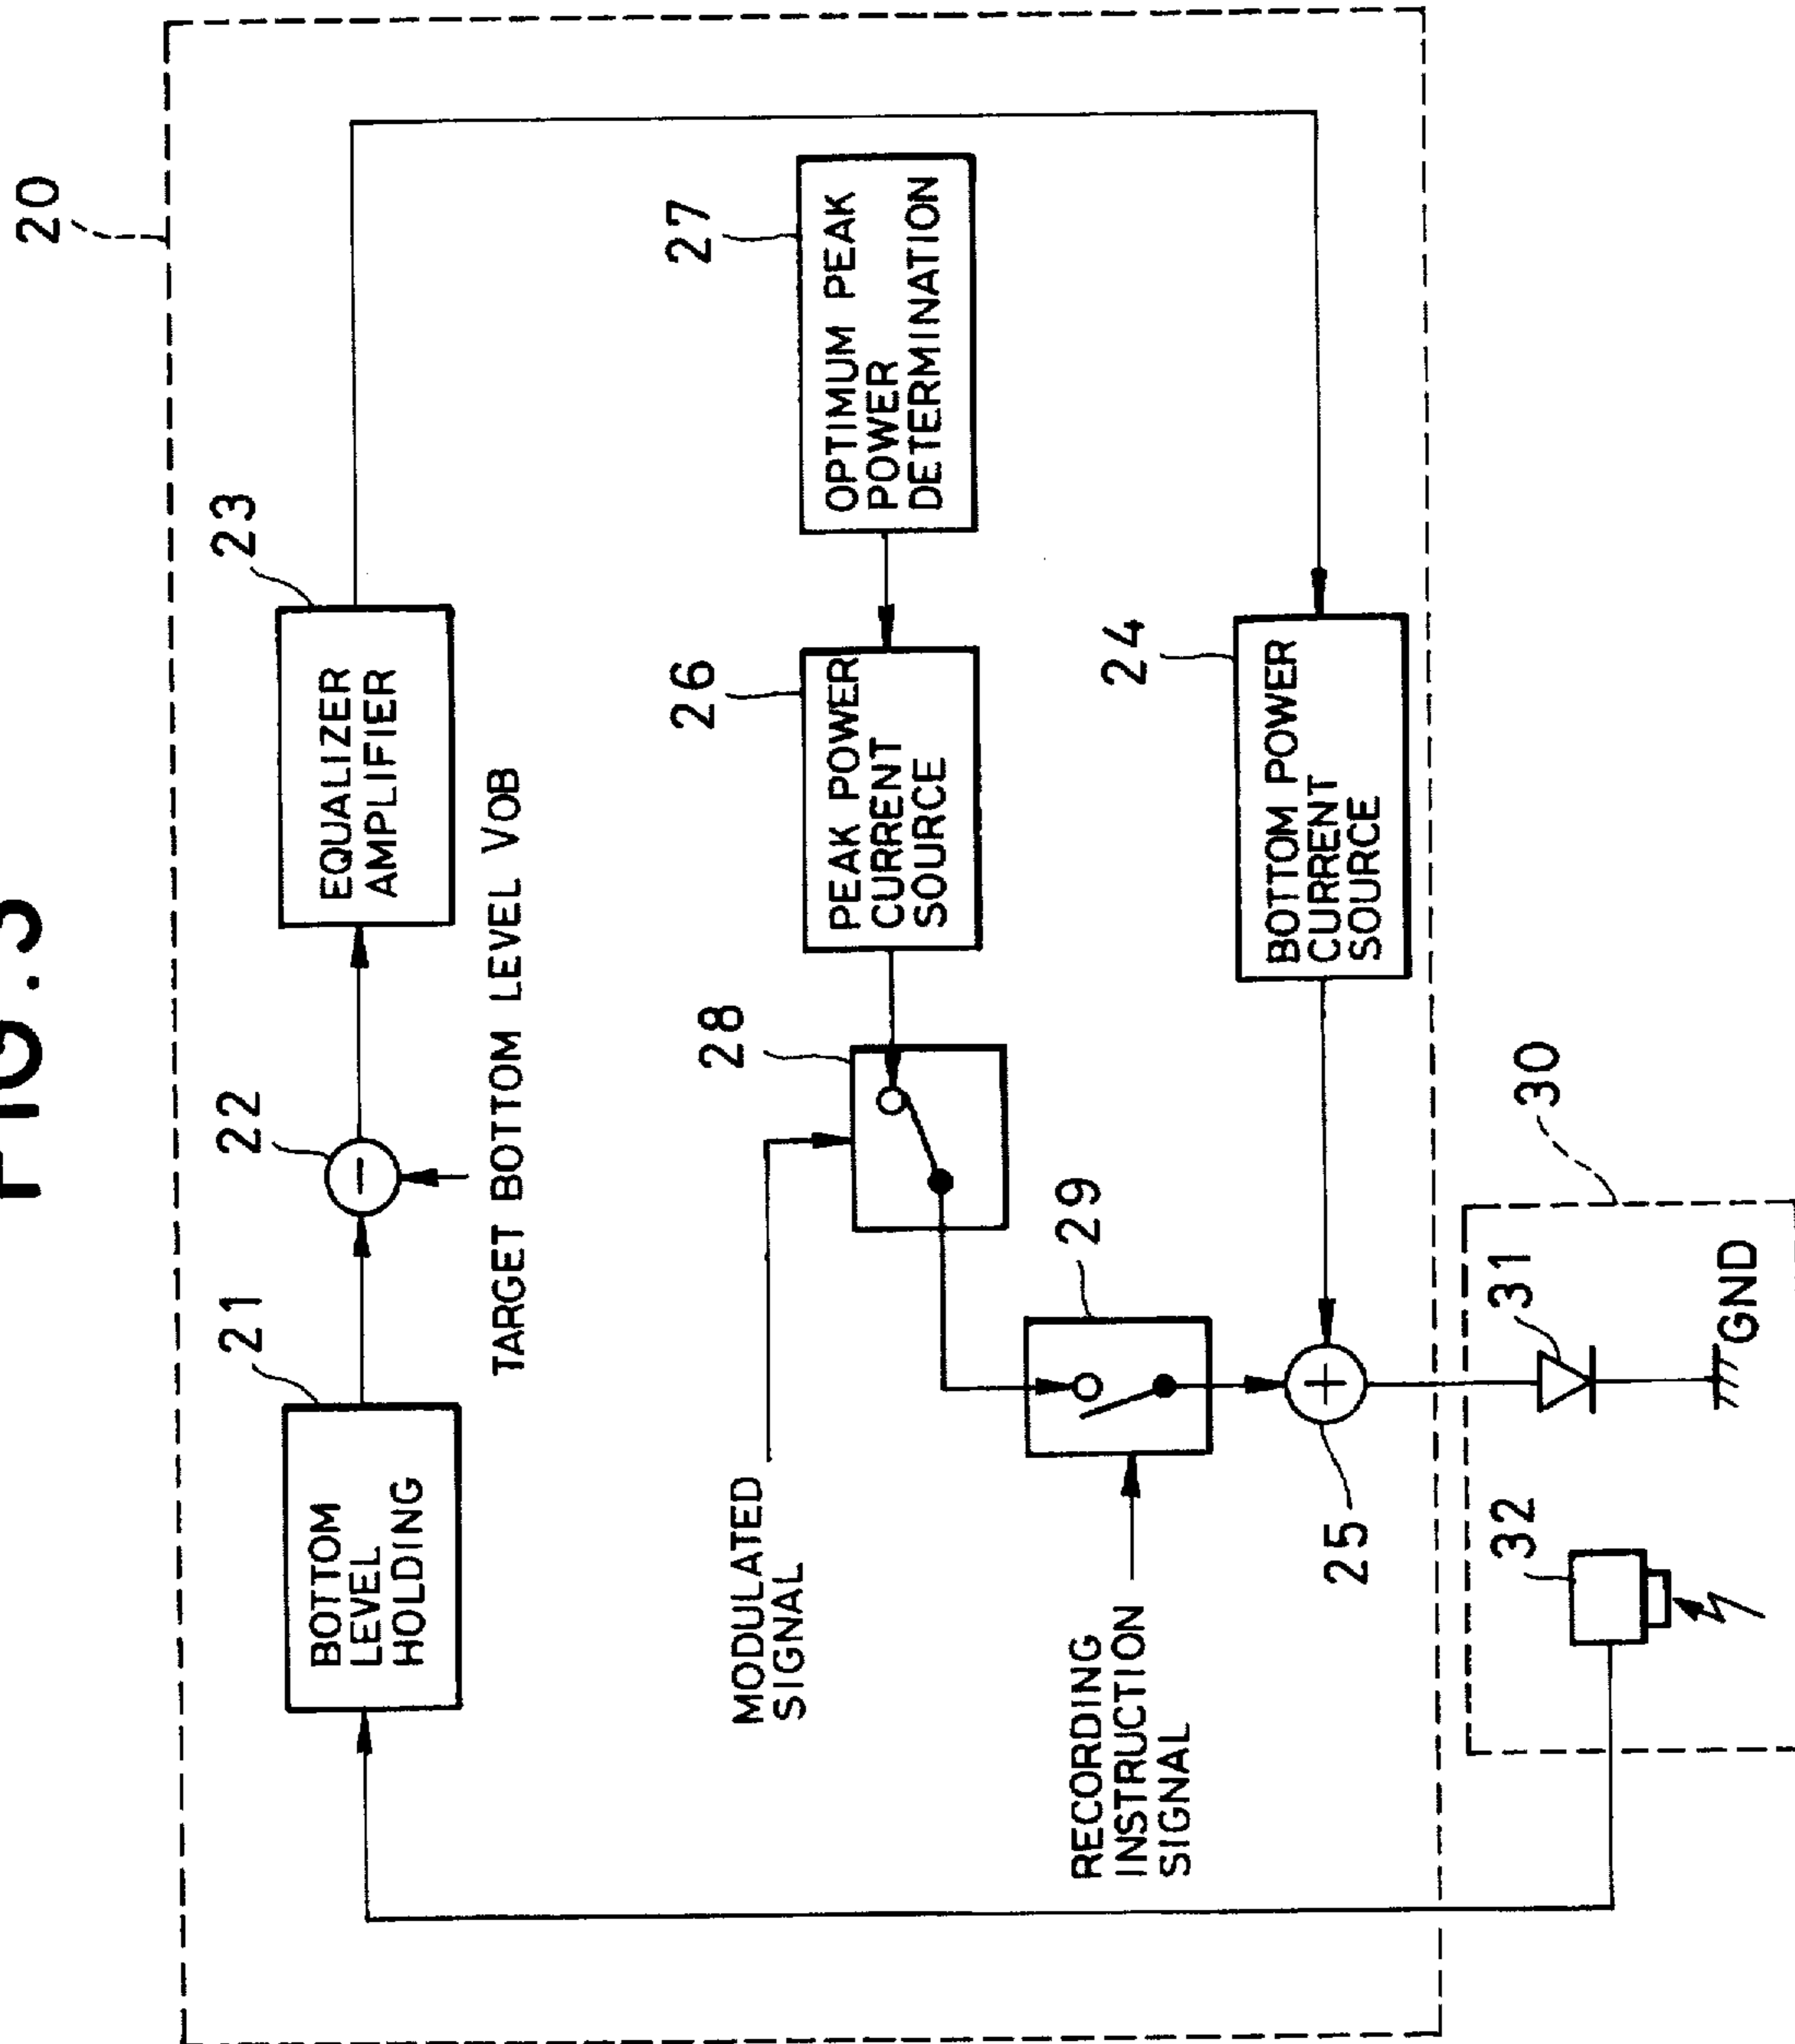 FIG. 3
20
21
BOTTOM
LEVEL
HOLDING
22
TARGET BOTTOM LEVEL VOB
23
EQUALIZER
AMPLIFIER
MODULATED
SIGNAL
28
26
PEAK POWER
CURRENT
SOURCE
27
OPTIMUM PEAK
POWER
DETERMINATION
RECORDING
INSTRUCTION
SIGNAL
29
25
24
BOTTOM POWER
CURRENT
SOURCE
32
31
30
GND